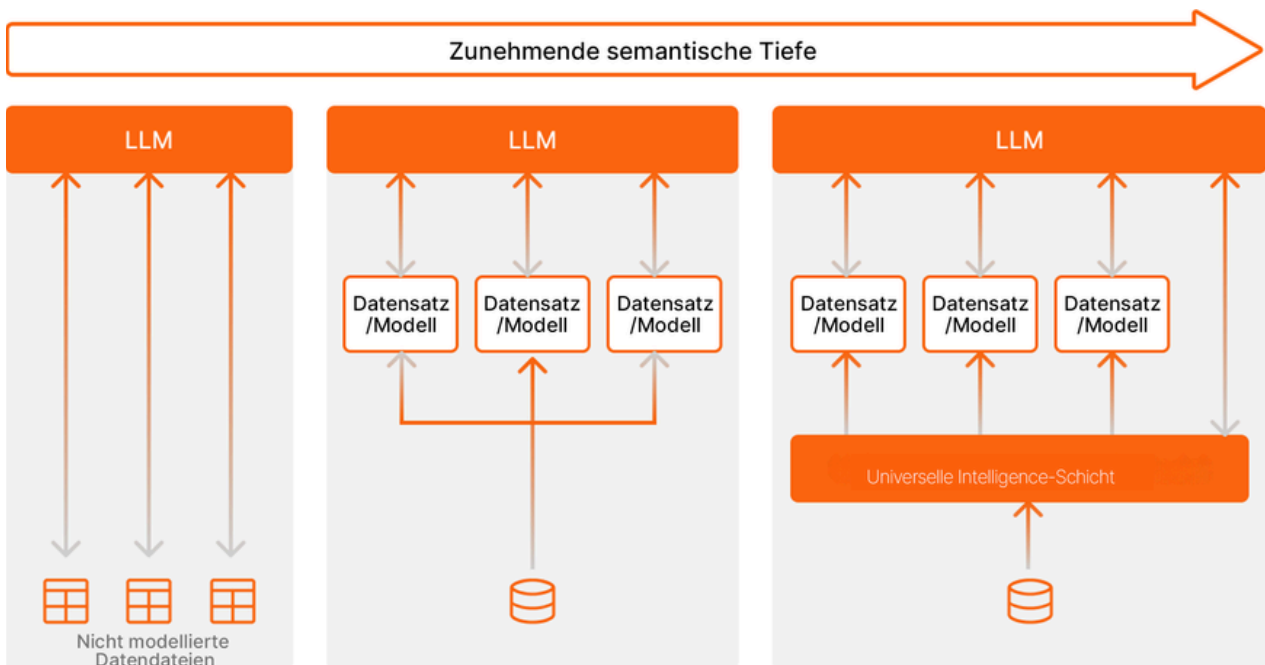 Zunehmende semantische Tiefe
LLM
Nicht modellierte
Datendateien
LLM
Datensatz
/Modell
Datensatz
/Modell
Datensatz
/Modell
LLM
Datensatz
/Modell
Datensatz
/Modell
Datensatz
/Modell
Universelle Intelligence-Schicht